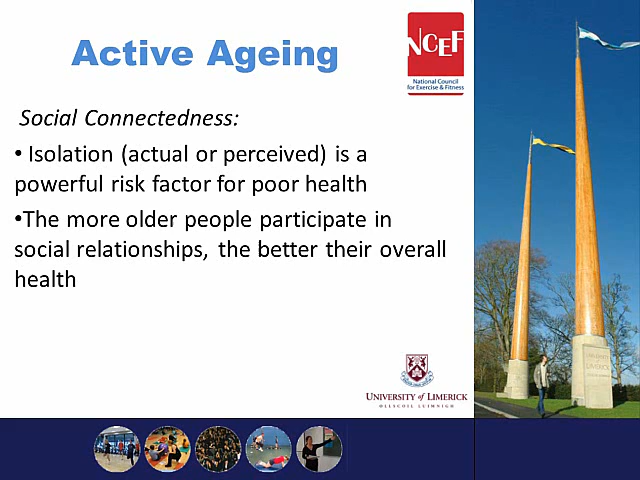 Active Ageing
NCEF
National Council
for Exercise & Fitness
Social Connectedness:
• Isolation (actual or perceived) is a
powerful risk factor for poor health
•The more older people participate in
social relationships, the better their overall
health
UNIVERSITY of LIMERICK
OLLSCOIL LUIMNIGH
LIMERICK